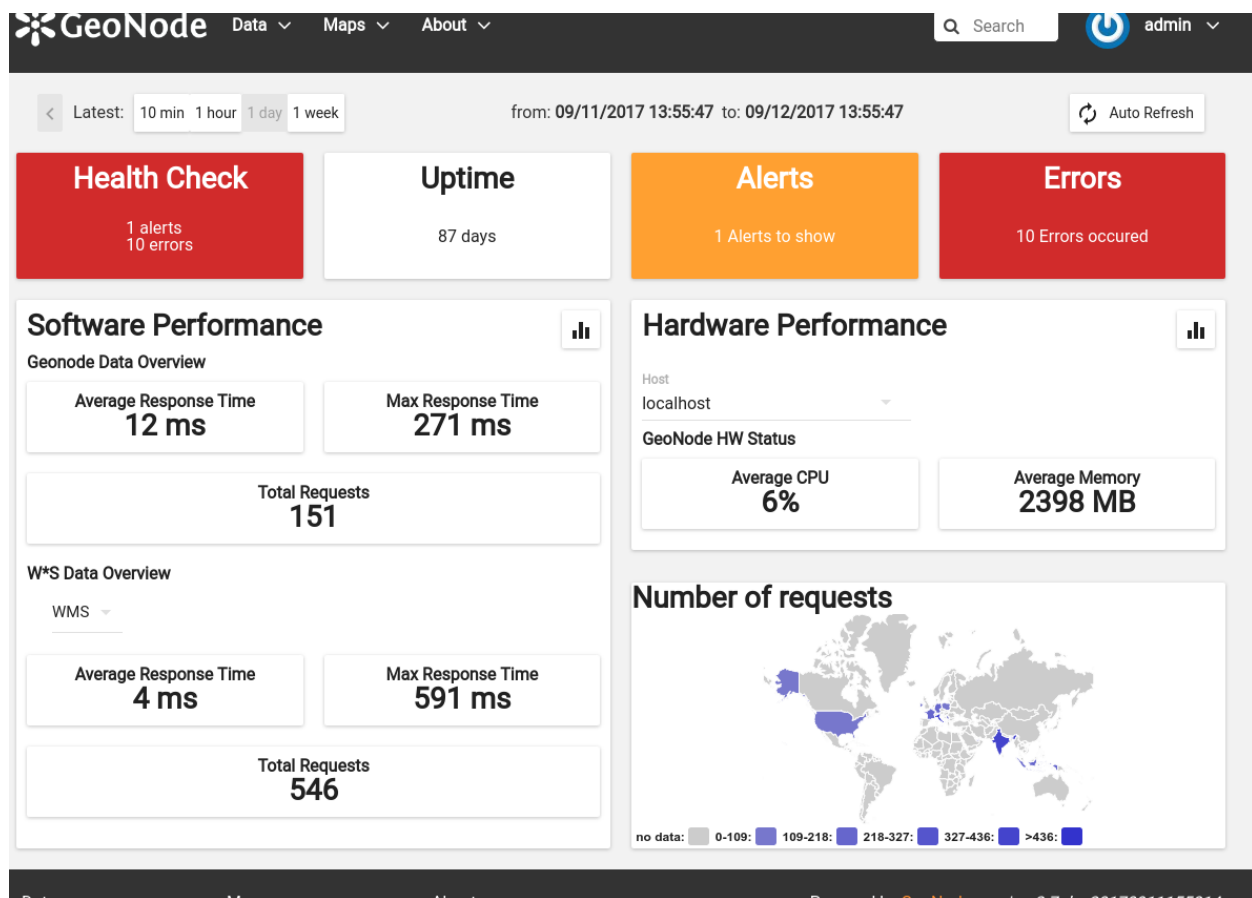 GeoNode Data Maps About Search admin
Latest: 10 min 1 hour 1 day 1 week from: 09/11/2017 13:55:47 to: 09/12/2017 13:55:47 Auto Refresh
Health Check
1 alerts
10 errors
Uptime
87 days
Alerts
1 Alerts to show
Errors
10 Errors occured
Software Performance
Geonode Data Overview
Average Response Time
12 ms
Max Response Time
271 ms
Total Requests
151
W*S Data Overview
WMS
Average Response Time
4 ms
Max Response Time
591 ms
Total Requests
546
Hardware Performance
Host
localhost
GeoNode HW Status
Average CPU
6%
Average Memory
2398 MB
Number of requests
no data: 0-109: 109-218: 218-327: 327-436: >436: